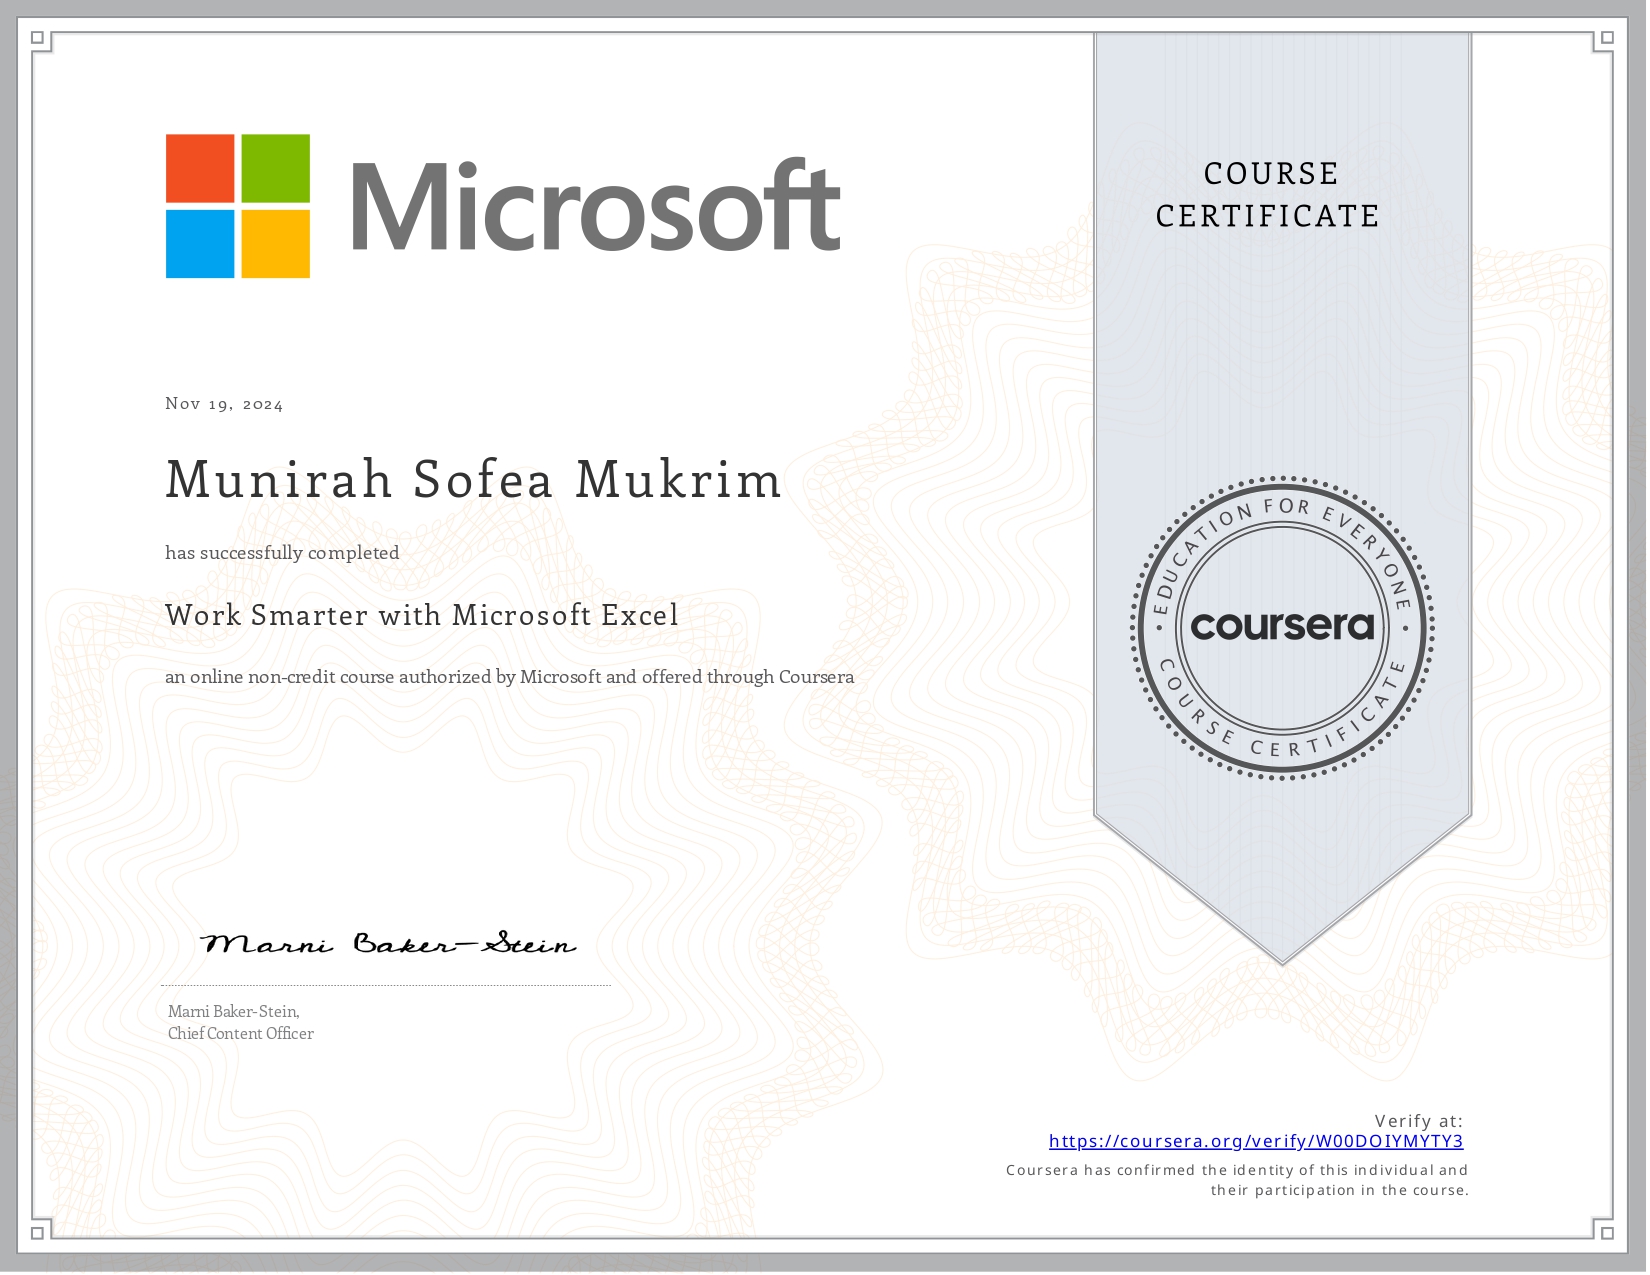 Microsoft
COURSE
CERTIFICATE
Nov 19, 2024
Munirah Sofea Mukrim
has successfully completed
Work Smarter with Microsoft Excel
an online non-credit course authorized by Microsoft and offered through Coursera
EDUCATION FOR EVERYONE
coursera
COURSE CERTIFICATE
Marni Baker-Stein
Marni Baker-Stein,
Chief Content Officer
Verify at:
https://coursera.org/verify/W00DOIYMYTY3
Coursera has confirmed the identity of this individual and
their participation in the course.